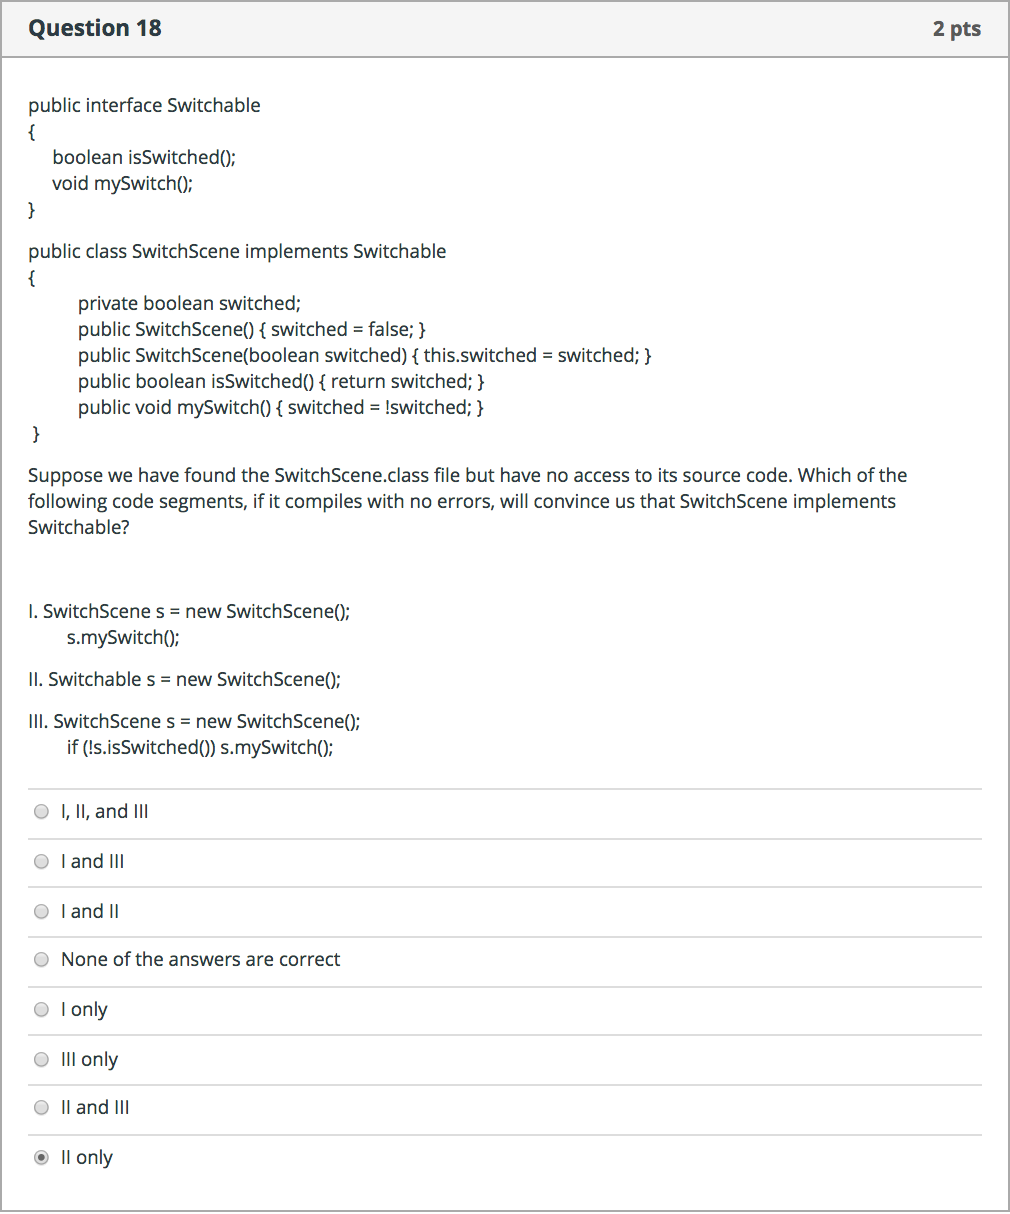 Question 18
2 pts
public interface Switchable
{
boolean isSwitched();
void mySwitch();
}
public class SwitchScene implements Switchable
{
private boolean switched;
public SwitchScene() { switched = false; }
public SwitchScene(boolean switched) { this.switched = switched; }
public boolean isSwitched() { return switched; }
public void mySwitch() { switched = !switched; }
}
Suppose we have found the SwitchScene.class file but have no access to its source code. Which of the
following code segments, if it compiles with no errors, will convince us that SwitchScene implements
Switchable?
I. SwitchScene s = new SwitchScene();
s.mySwitch();
II. Switchable s = new SwitchScene();
III. SwitchScene s = new SwitchScene();
if (!s.isSwitched()) s.mySwitch();
I, II, and III
I and III
I and II
None of the answers are correct
I only
III only
II and III
II only